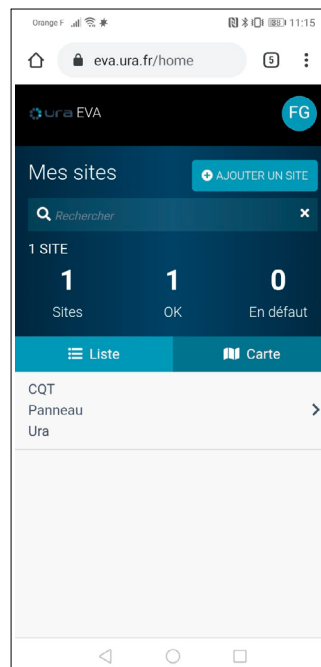 Orange F 88 11:15
eva.ura.fr/home 5
ura EVA FG
Mes sites AJOUTER UN SITE
Rechercher
1 SITE
1 1 0
Sites OK En défaut
Liste Carte
CQT
Panneau
Ura